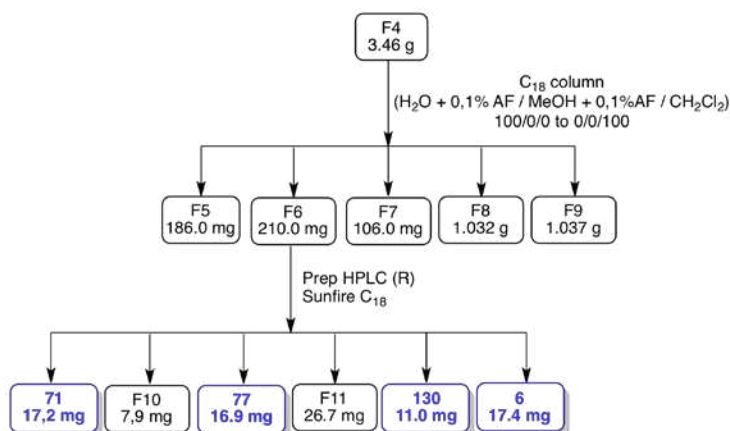 F4
3.46 g
C18 column
(H2O + 0,1% AF / MeOH + 0,1%AF / CH2Cl2)
100/0/0 to 0/0/100
F5
186.0 mg
F6
210.0 mg
F7
106.0 mg
F8
1.032 g
F9
1.037 g
Prep HPLC (R)
Sunfire C18
71
17,2 mg
F10
7,9 mg
77
16.9 mg
F11
26.7 mg
130
11.0 mg
6
17.4 mg